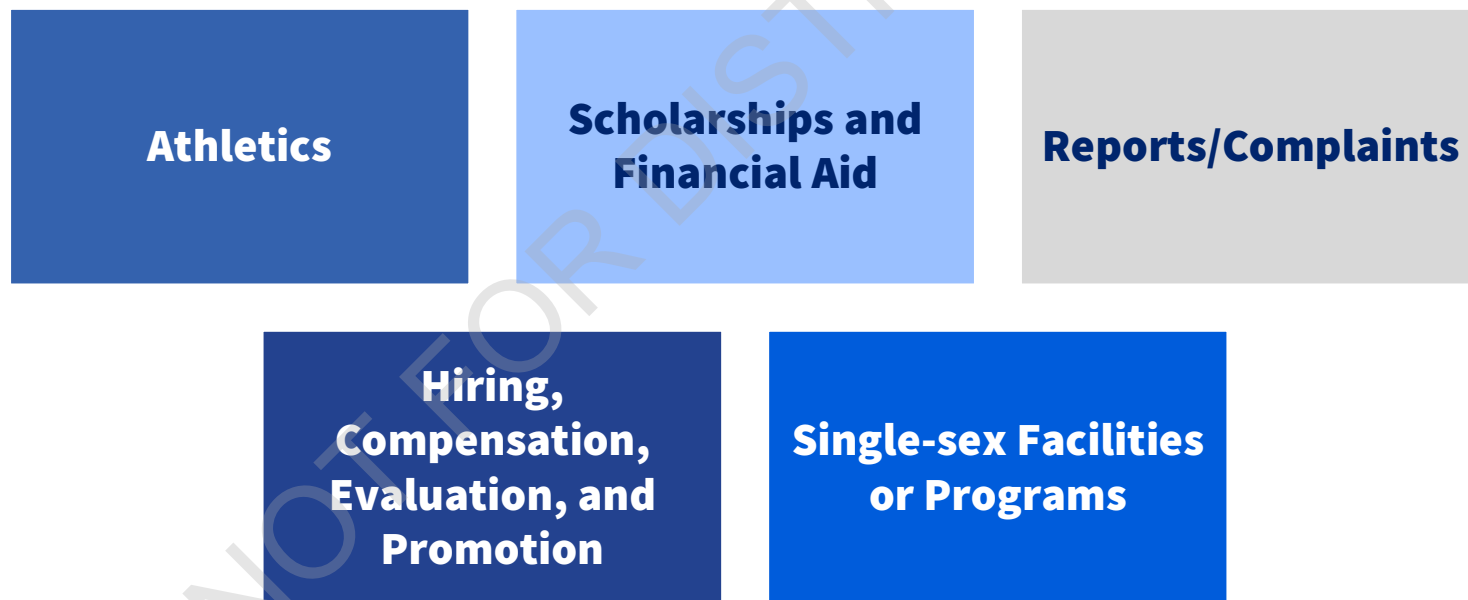 Athletics
Scholarships and
Financial Aid
Reports/Complaints
Hiring,
Compensation,
Evaluation, and
Promotion
Single-sex Facilities
or Programs
NOT FOR